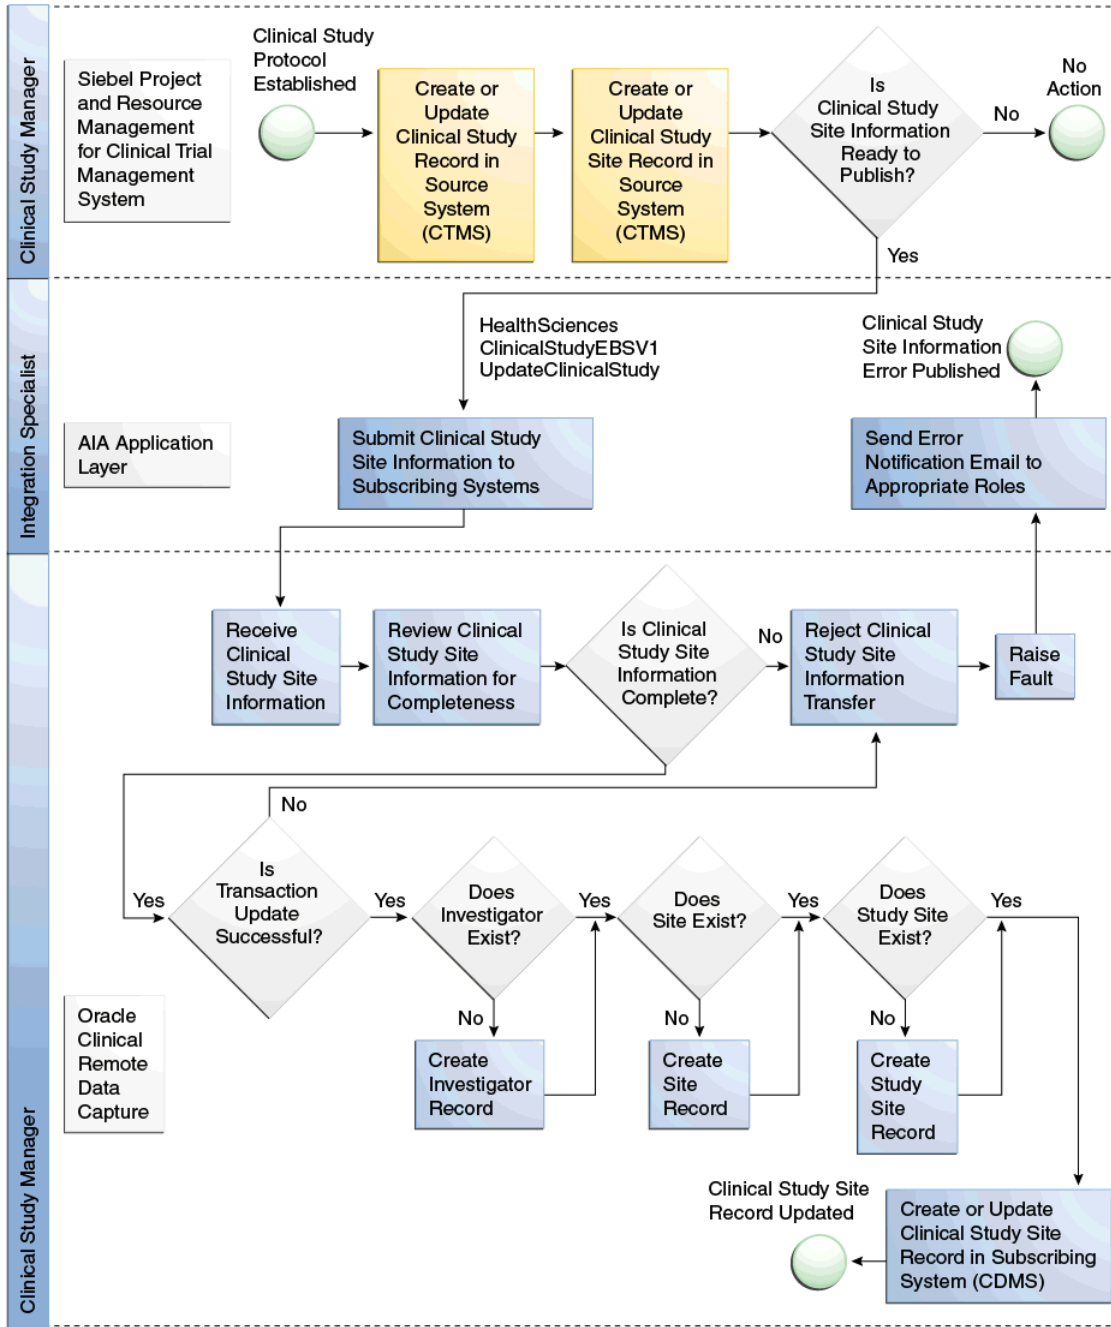 Clinical Study Manager
Siebel Project
and Resource
Management
for Clinical Trial
Management
System
Clinical Study
Protocol
Established
Create or
Update
Clinical Study
Record in
Source
System
(CTMS)
Create or
Update
Clinical Study
Site Record in
Source
System
(CTMS)
Is
Clinical Study
Site Information
Ready to
Publish?
No
No
Action
Yes
Integration Specialist
AIA Application
Layer
HealthSciences
ClinicalStudyEBSV1
UpdateClinicalStudy
Submit Clinical Study
Site Information to
Subscribing Systems
Clinical Study
Site Information
Error Published
Send Error
Notification Email to
Appropriate Roles
Clinical Study Manager
Receive
Clinical
Study Site
Information
Review Clinical
Study Site
Information for
Completeness
Is Clinical
Study Site
Information
Complete?
No
Reject Clinical
Study Site
Information
Transfer
Raise
Fault
No
Yes
Is
Transaction
Update
Successful?
Yes
Does
Investigator
Exist?
Yes
Does
Site Exist?
Yes
Does
Study Site
Exist?
Yes
No
No
No
Oracle
Clinical
Remote
Data
Capture
Create
Investigator
Record
Create
Site
Record
Create
Study
Site
Record
Clinical Study Site
Record Updated
Create or Update
Clinical Study Site
Record in Subscribing
System (CDMS)